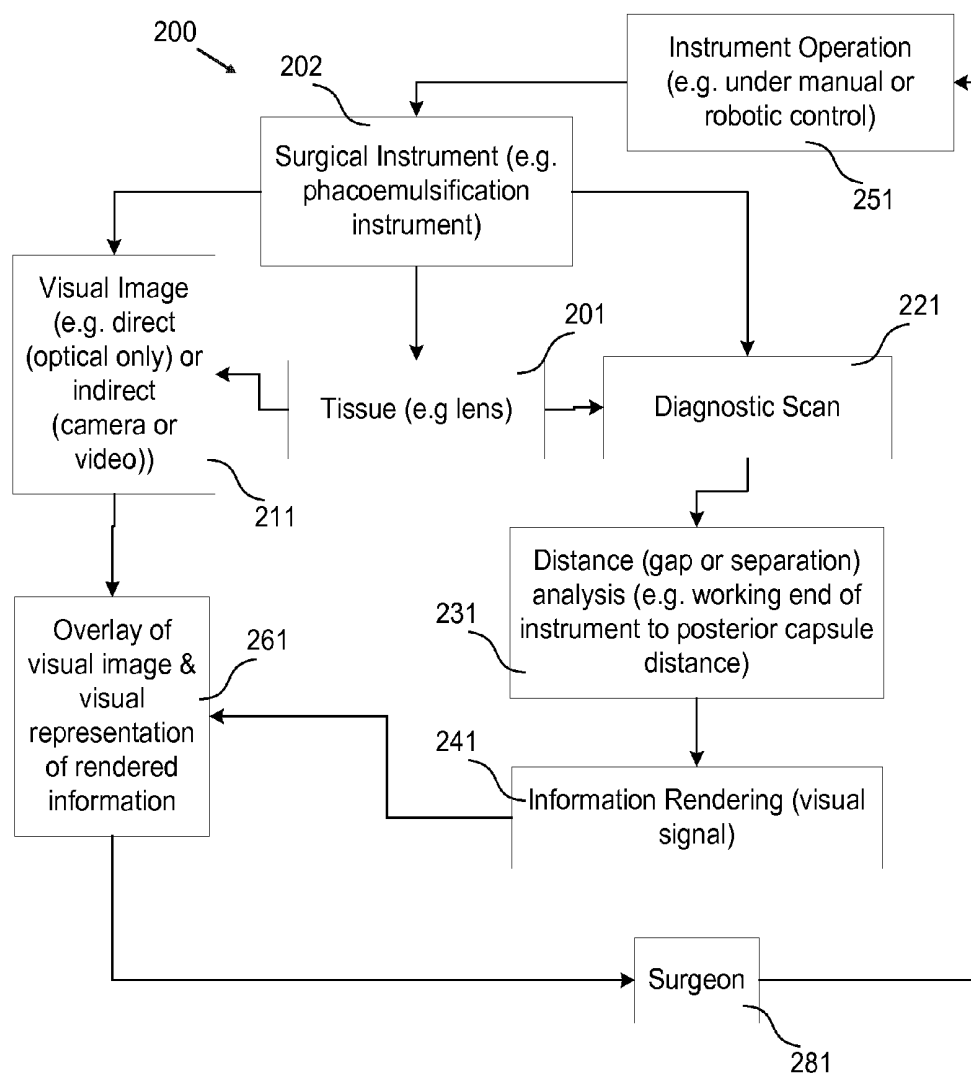 200
202
Instrument Operation
(e.g. under manual or
robotic control)
251
Surgical Instrument (e.g.
phacoemulsification
instrument)
Visual Image
(e.g. direct
(optical only) or
indirect
(camera or
video))
211
201
Tissue (e.g lens)
221
Diagnostic Scan
Distance (gap or separation)
analysis (e.g. working end of
instrument to posterior capsule
distance)
231
Overlay of
visual image &
visual
representation
of rendered
information
261
241
Information Rendering (visual
signal)
Surgeon
281